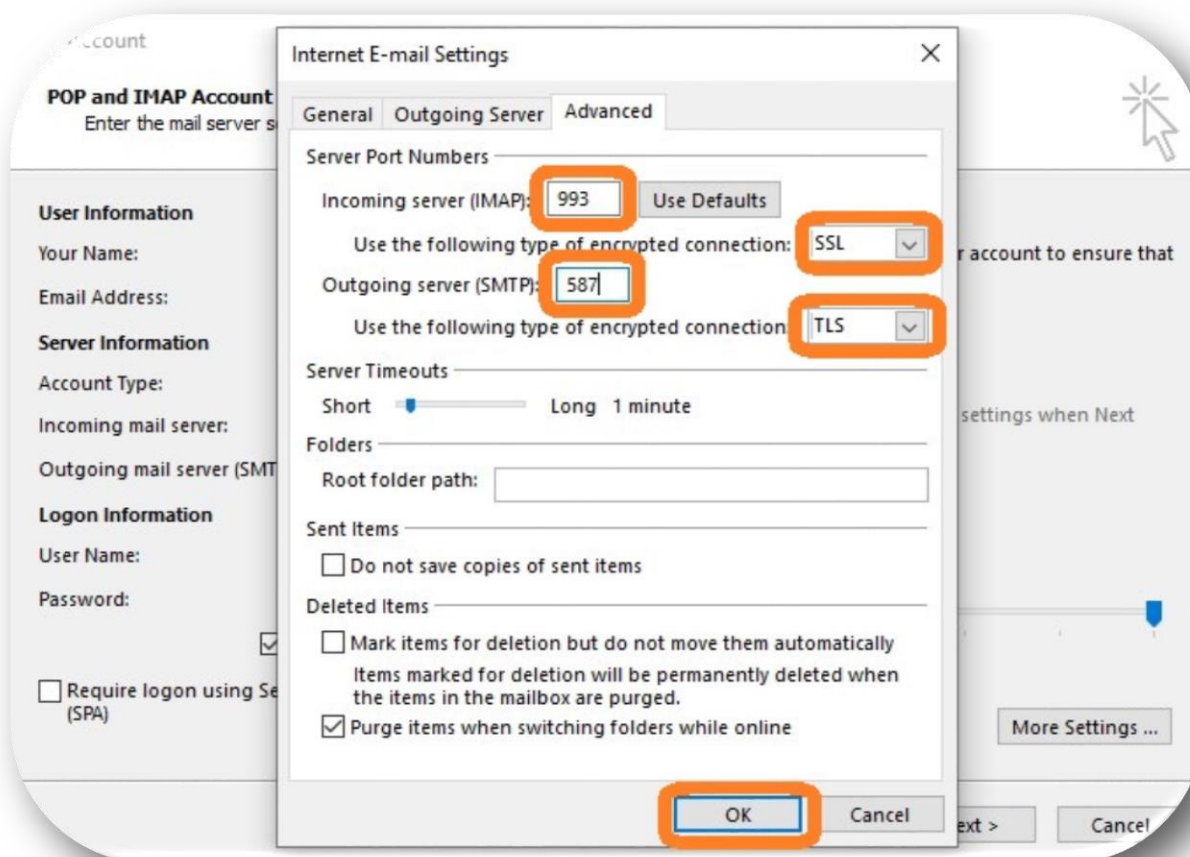 Account
Internet E-mail Settings
POP and IMAP Account
Enter the mail server
General Outgoing Server Advanced
Server Port Numbers
Incoming server (IMAP): 993 Use Defaults
User Information
Use the following type of encrypted connection: SSL
Your Name:
r account to ensure that
Outgoing server (SMTP): 587
Email Address:
Use the following type of encrypted connection TLS
Server Information
Server Timeouts
Account Type:
Short Long 1 minute
Incoming mail server:
settings when Next
Folders
Outgoing mail server (SMT
Root folder path:
Logon Information
Sent Items
User Name:
Do not save copies of sent items
Password:
Deleted Items
Mark items for deletion but do not move them automatically
Items marked for deletion will be permanently deleted when
the items in the mailbox are purged.
Require logon using Se
(SPA)
Purge items when switching folders while online
More Settings ...
OK Cancel
ext > Cancel